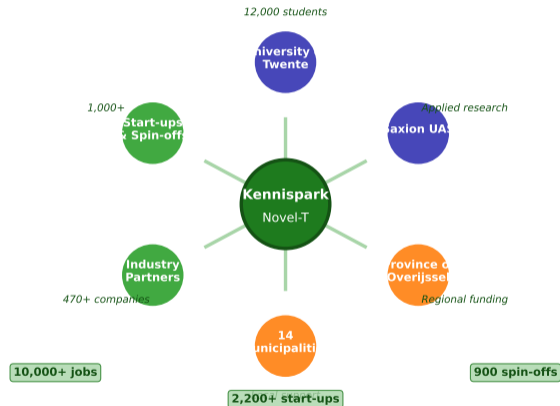 12,000 students
niversity
Twente
1,000+
Start-ups
& Spin-offs
Applied research
Saxion UAS
Kennispark
Novel-T
Industry
Partners
470+ companies
Province o
Overijssel
Regional funding
14
unicipaliti
10,000+ jobs
900 spin-offs
2,200+ start-ups